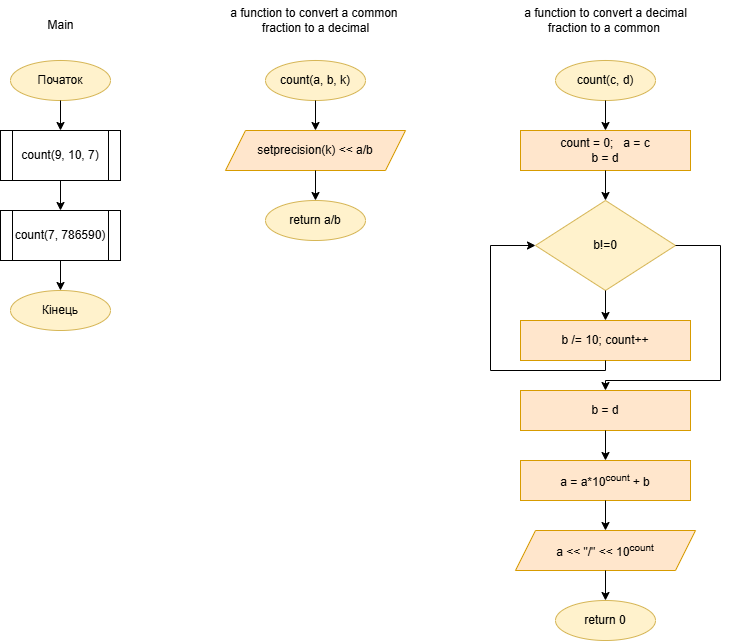 Main
Початок
count(9, 10, 7)
count(7, 786590)
Кінець
a function to convert a common
fraction to a decimal
count(a, b, k)
setprecision(k) << a/b
return a/b
a function to convert a decimal
fraction to a common
count(c, d)
count = 0;   a = c
b = d
b!=0
b /= 10; count++
b = d
a = a*10^count + b
a << "/" << 10^count
return 0